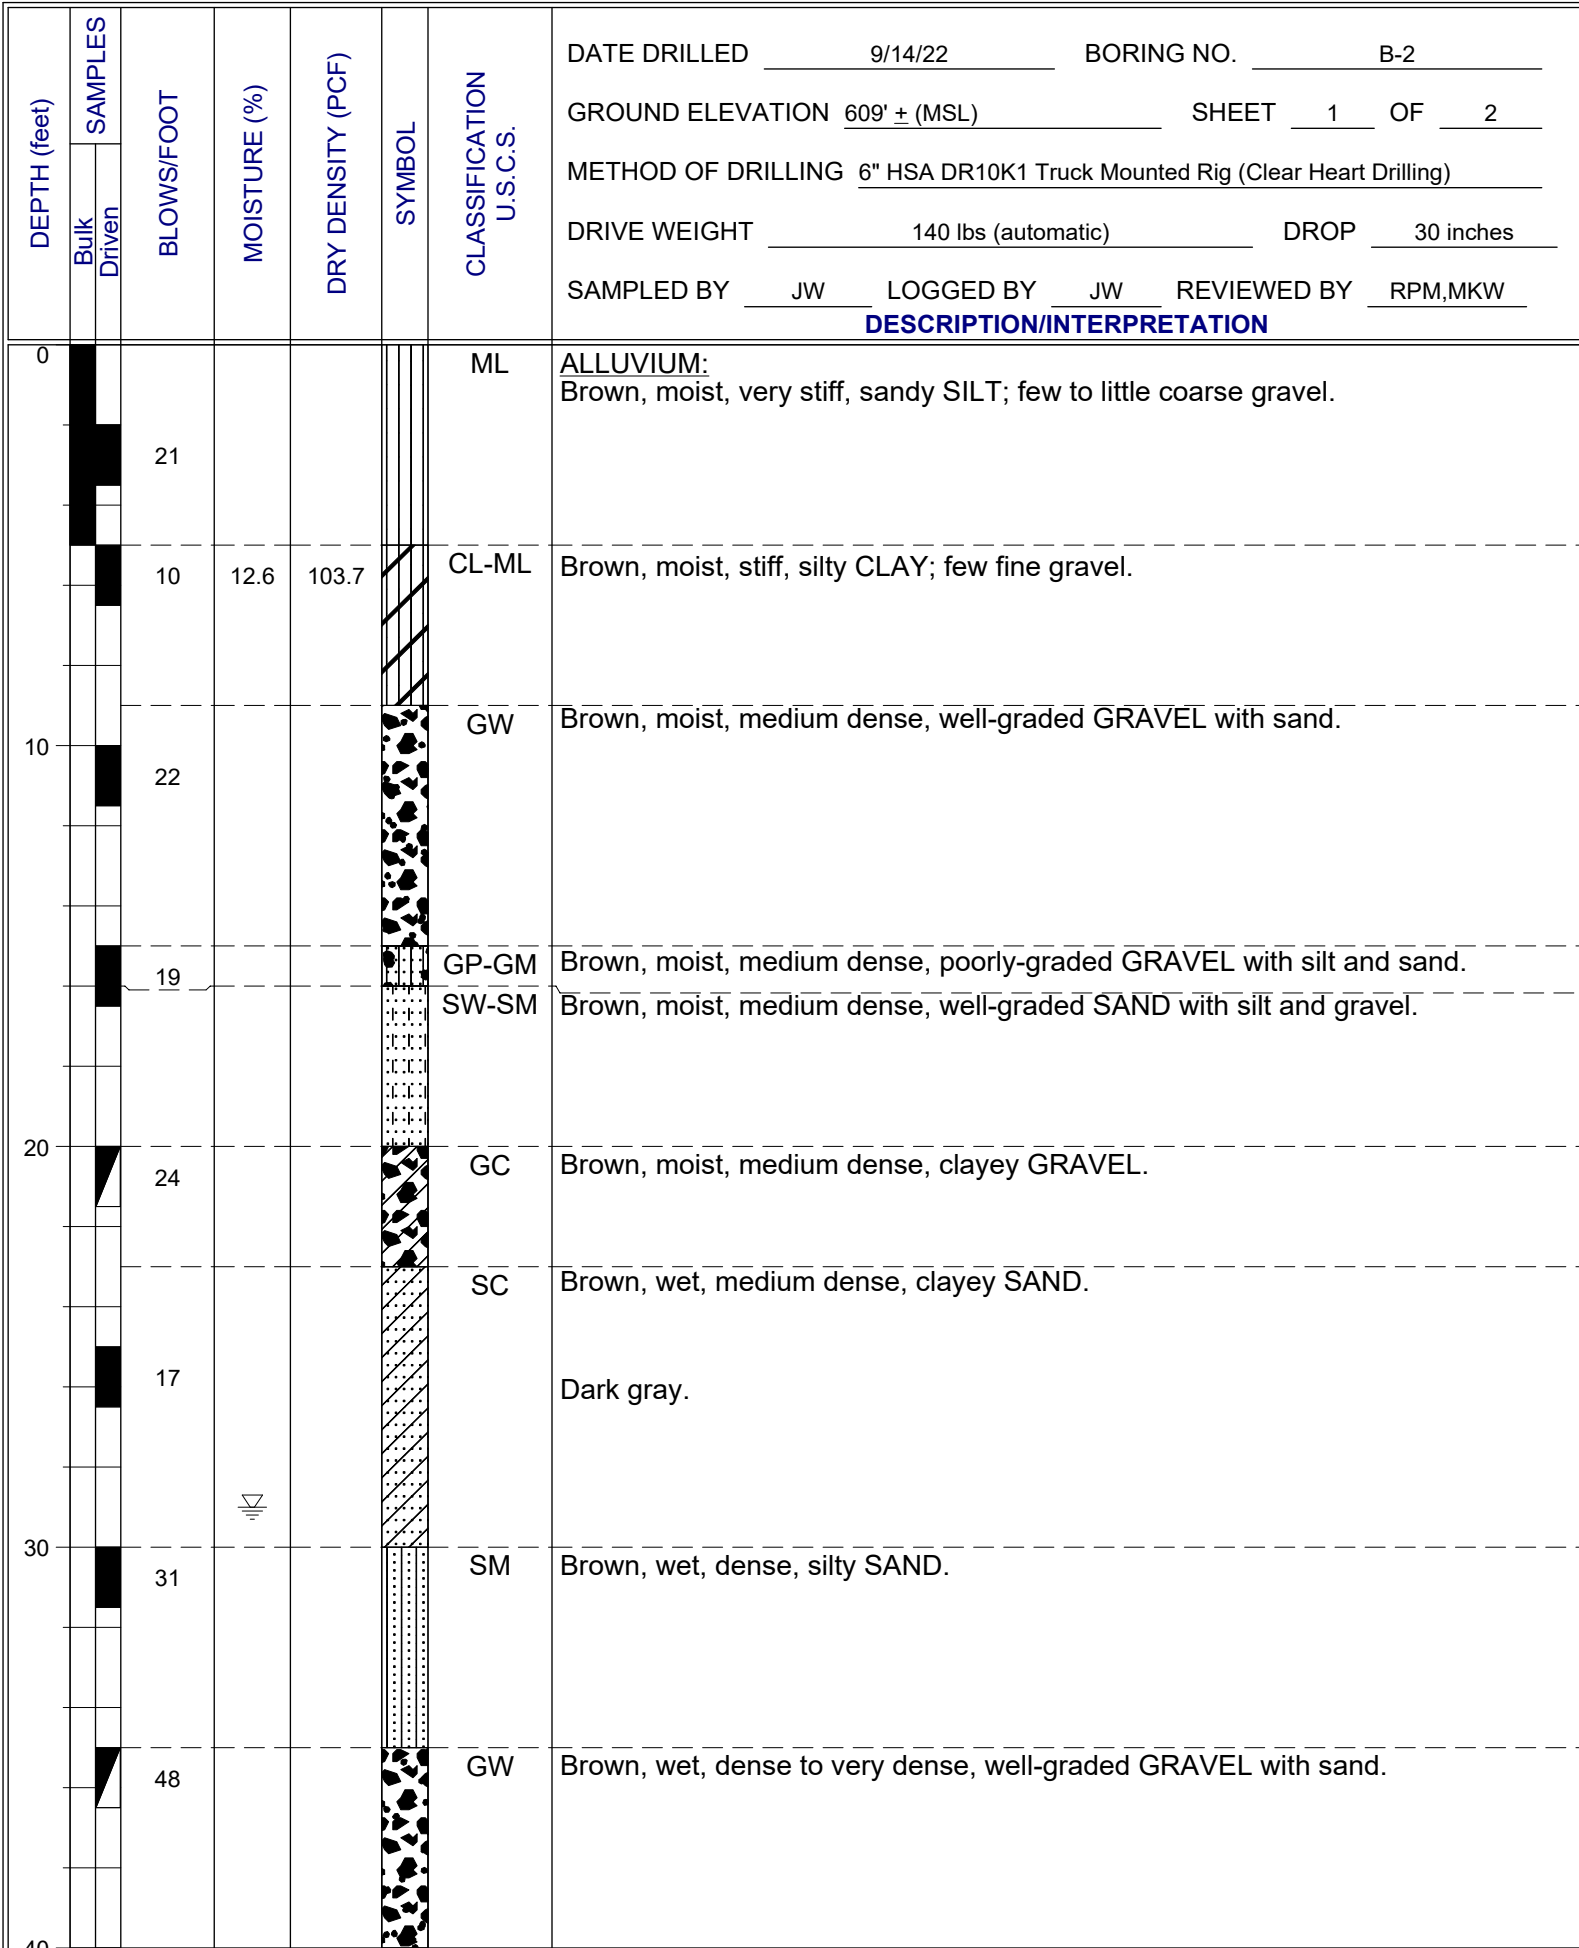 DEPTH (feet)
SAMPLES
Bulk
Driven
BLOWS/FOOT
MOISTURE (%)
DRY DENSITY (PCF)
SYMBOL
CLASSIFICATION
U.S.C.S.
DATE DRILLED 9/14/22 BORING NO. B-2
GROUND ELEVATION 609' ± (MSL) SHEET 1 OF 2
METHOD OF DRILLING 6" HSA DR10K1 Truck Mounted Rig (Clear Heart Drilling)
DRIVE WEIGHT 140 lbs (automatic) DROP 30 inches
SAMPLED BY JW LOGGED BY JW REVIEWED BY RPM,MKW
DESCRIPTION/INTERPRETATION
0 ML ALLUVIUM:
Brown, moist, very stiff, sandy SILT; few to little coarse gravel.
21
10 12.6 103.7 CL-ML Brown, moist, stiff, silty CLAY; few fine gravel.
GW Brown, moist, medium dense, well-graded GRAVEL with sand.
10
22
19 GP-GM Brown, moist, medium dense, poorly-graded GRAVEL with silt and sand.
SW-SM Brown, moist, medium dense, well-graded SAND with silt and gravel.
20
24 GC Brown, moist, medium dense, clayey GRAVEL.
SC Brown, wet, medium dense, clayey SAND.
17
Dark gray.
30
31 SM Brown, wet, dense, silty SAND.
48 GW Brown, wet, dense to very dense, well-graded GRAVEL with sand.
40